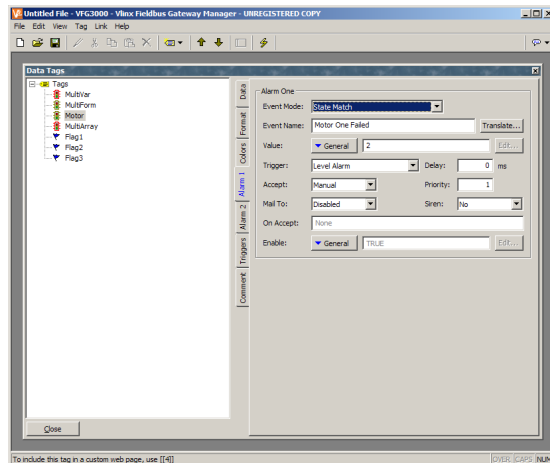 Untitled File - VFG3000 - Vlinx Fieldbus Gateway Manager - UNREGISTERED COPY
File Edit View Tag Link Help
Data Tags
Tags
MultiVar
MultiForm
Motor
MultiArray
Flag1
Flag2
Flag3
Data
Format
Colors
Alarm 1
Alarm 2
Triggers
Comment
Alarm One
Event Mode: State Match
Event Name: Motor One Failed Translate...
Value: General 2 Edit...
Trigger: Level Alarm Delay: 0 ms
Accept: Manual Priority: 1
Mail To: Disabled Siren: No
On Accept: None
Enable: General TRUE Edit...
Close
To include this tag in a custom web page, use [[4]] OVER CAPS NUM